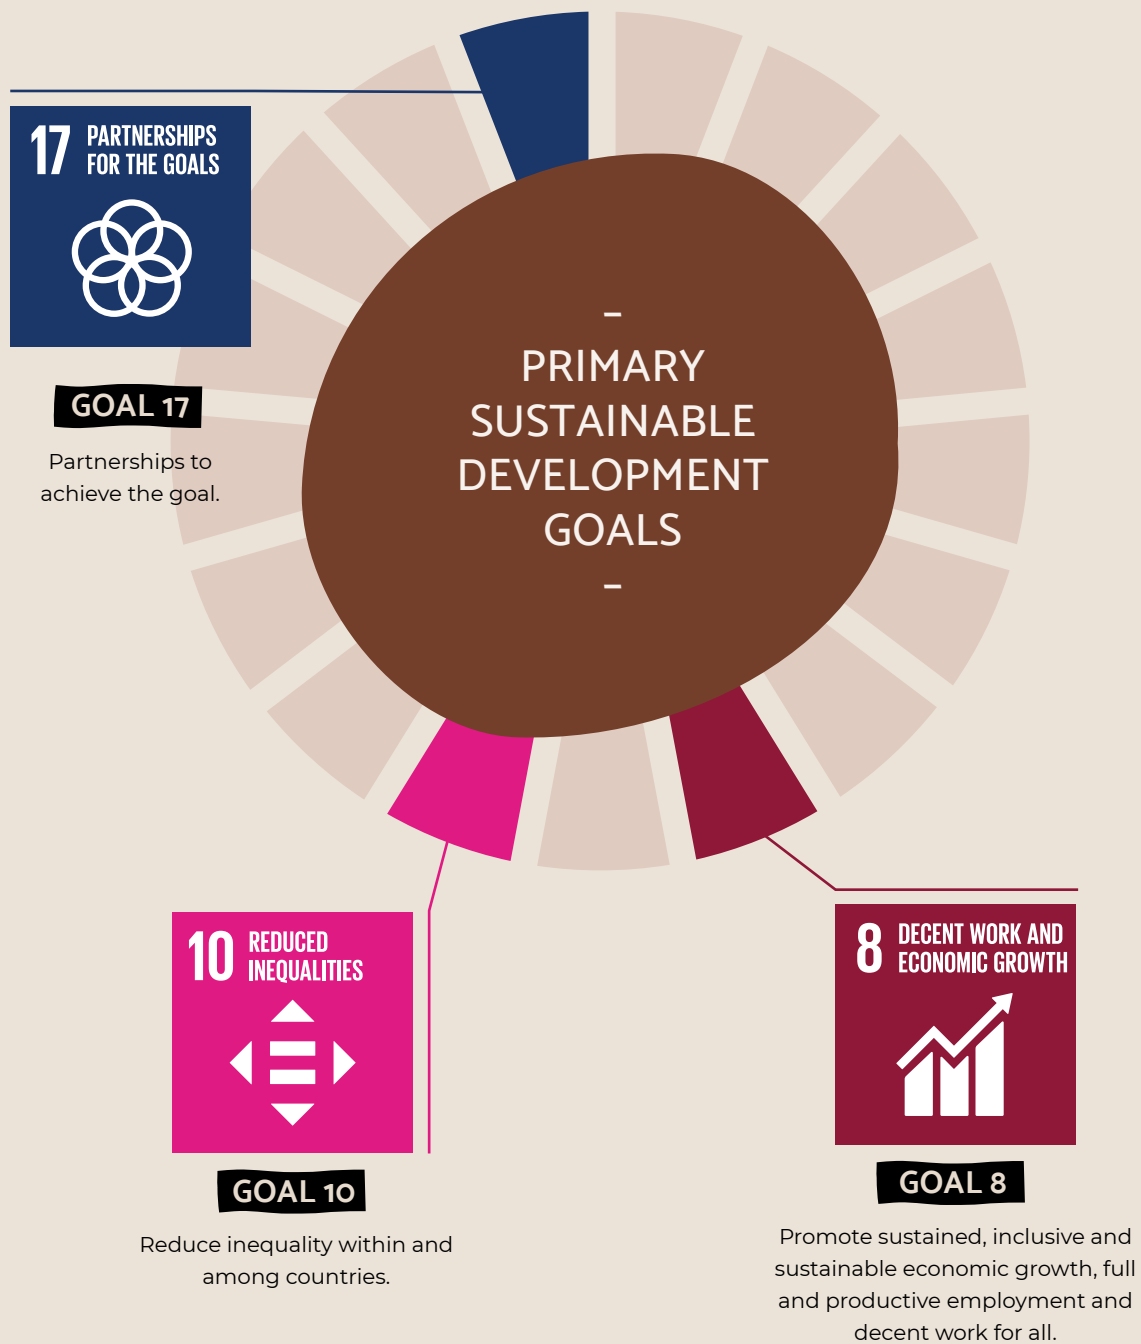 17 PARTNERSHIPS
FOR THE GOALS
GOAL 17
Partnerships to
achieve the goal.
–
PRIMARY
SUSTAINABLE
DEVELOPMENT
GOALS
–
10 REDUCED
INEQUALITIES
GOAL 10
Reduce inequality within and
among countries.
8 DECENT WORK AND
ECONOMIC GROWTH
GOAL 8
Promote sustained, inclusive and
sustainable economic growth, full
and productive employment and
decent work for all.